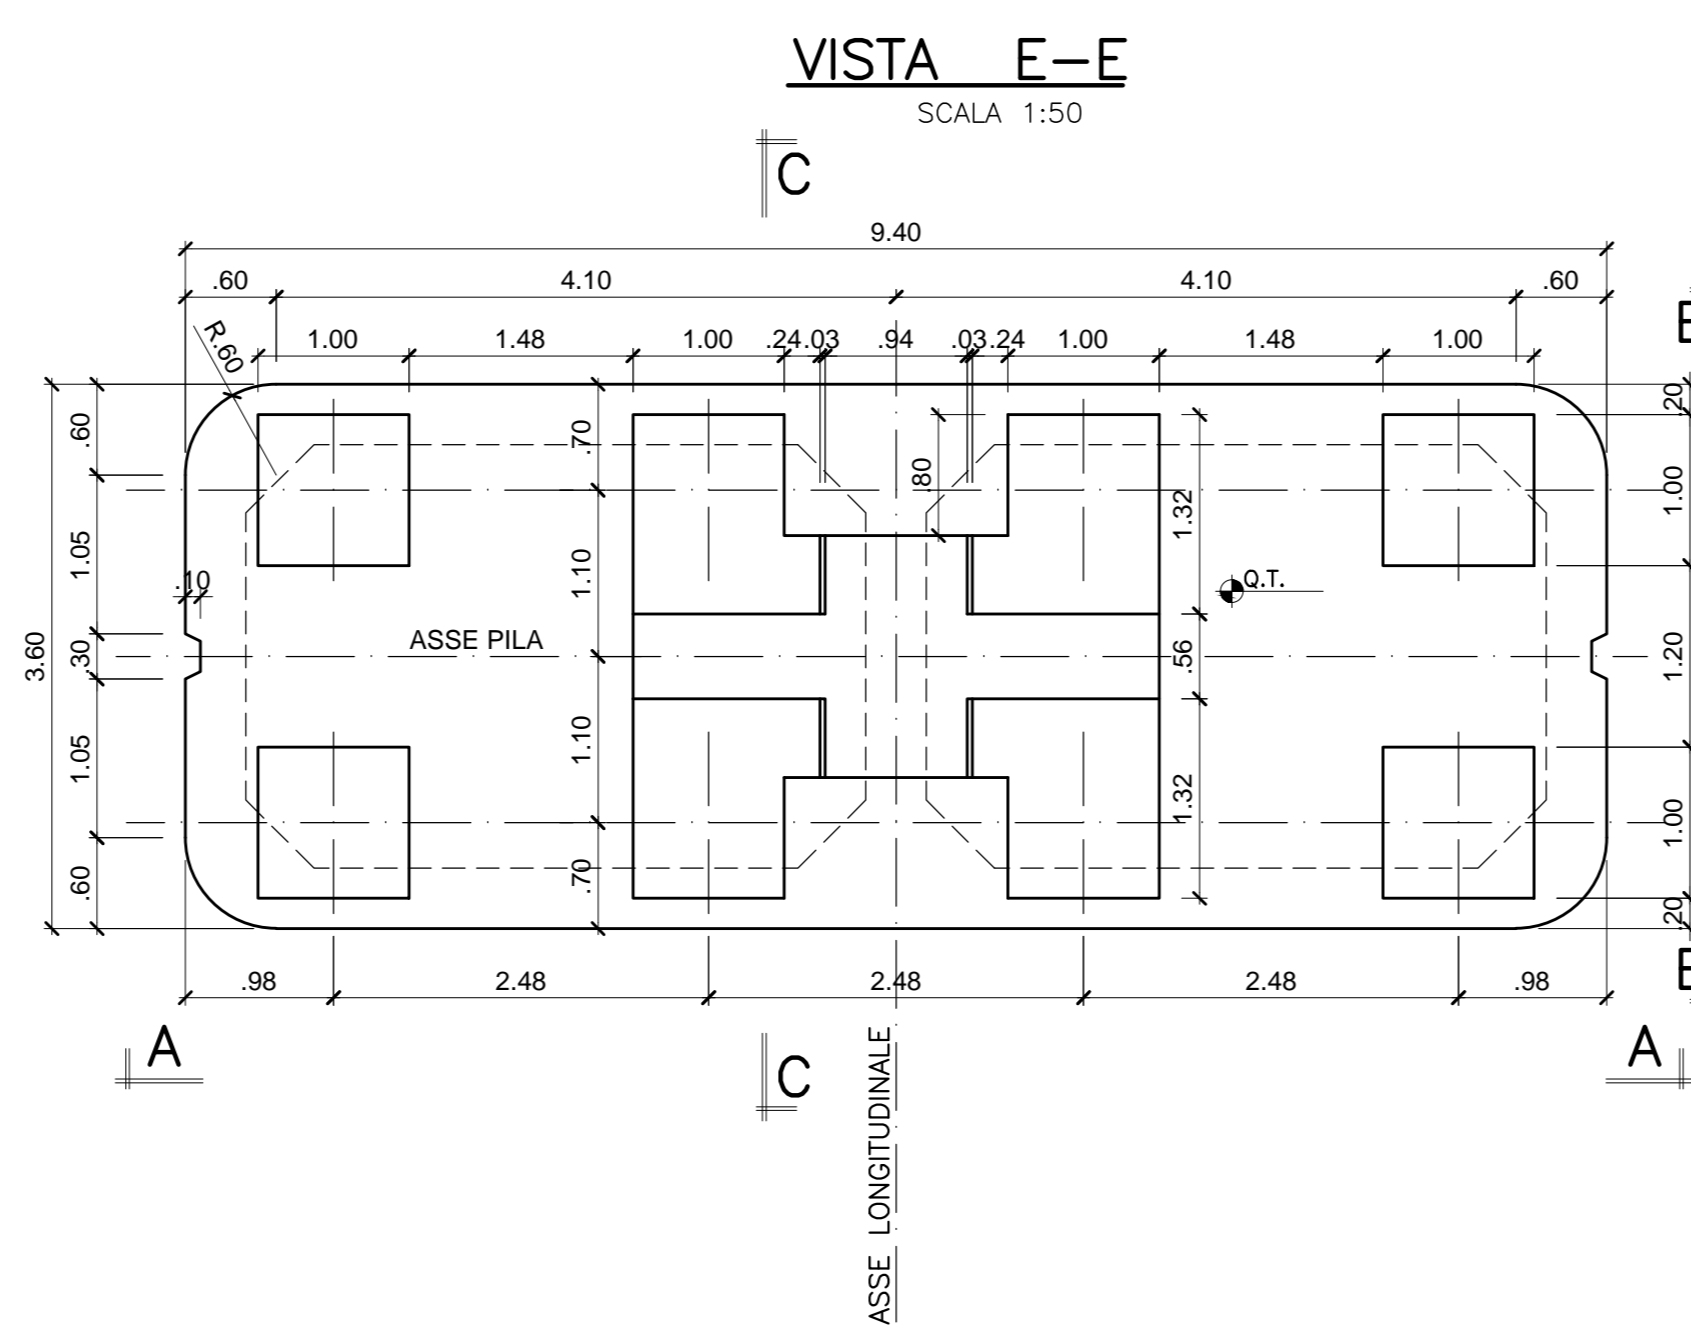 VISTA E-E
SCALA 1:50
C
9.40
.60 4.10 4.10 .60
R.60 1.00 1.48 1.00 .24 .03 .94 .03 .24 1.00 1.48 1.00
.60 .70 .80 1.32 .20
1.00
1.05 1.10
.10 Q.T.
ASSE PILA
3.60 .30 .56 1.20
1.05 1.10 1.32 1.00
.60 .70 .20
.98 2.48 2.48 2.48 .98
A C A
ASSE LONGITUDINALE